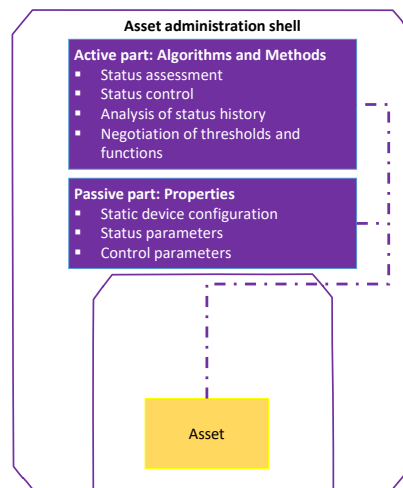 Asset administration shell
Active part: Algorithms and Methods
▪ Status assessment
▪ Status control
▪ Analysis of status history
▪ Negotiation of thresholds and
functions
Passive part: Properties
▪ Static device configuration
▪ Status parameters
▪ Control parameters
Asset